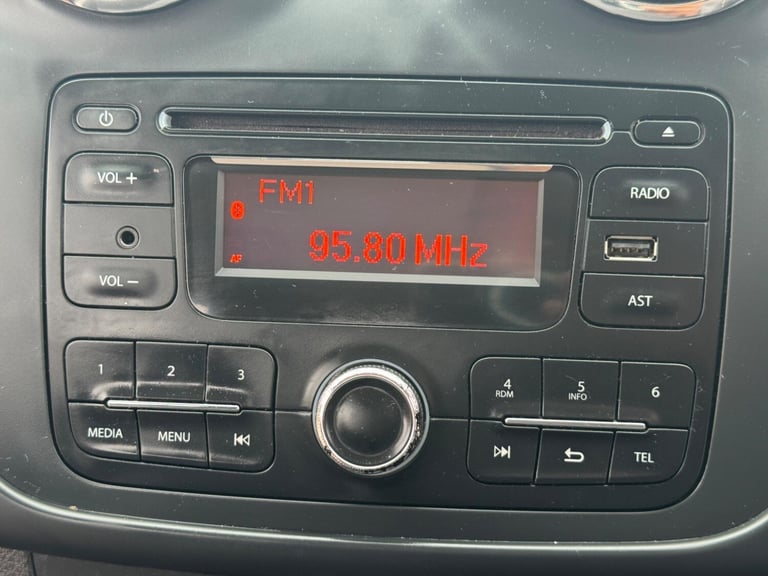 VOL +
FM1
RADIO
95.80 MHz
AF
VOL −
AST
1
2
3
4
RDM
5
INFO
6
MEDIA
MENU
TEL